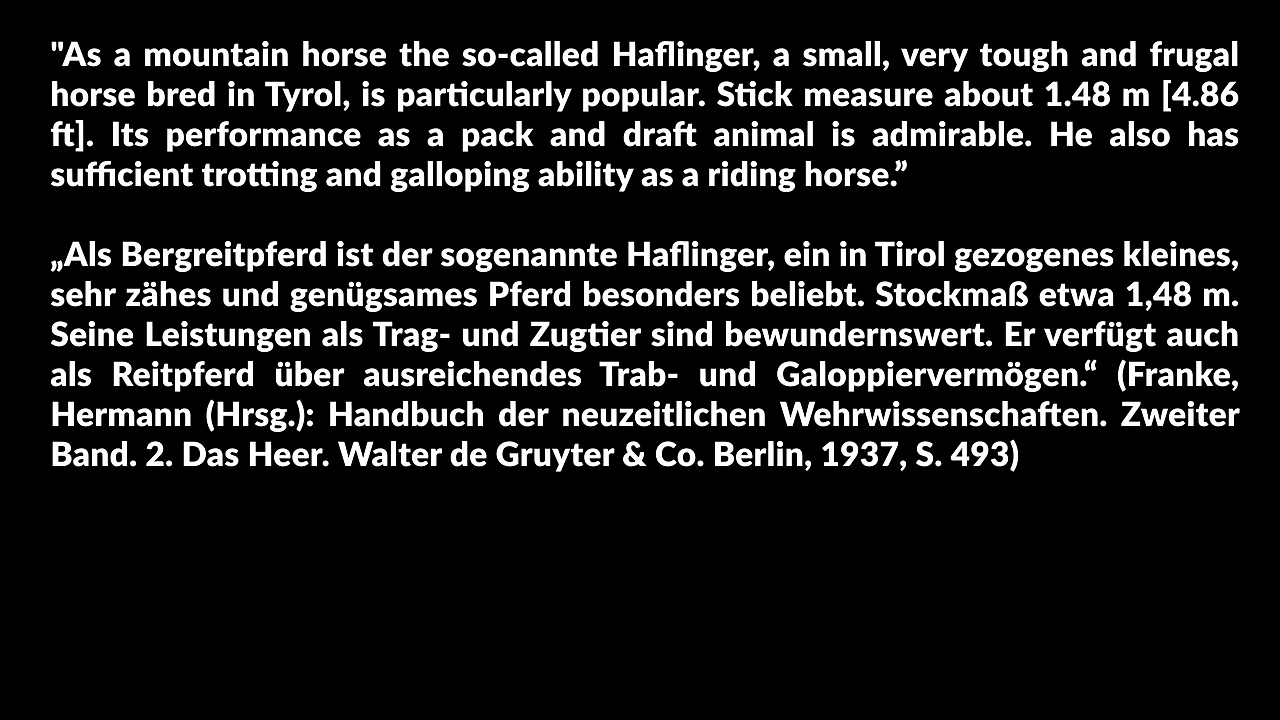 "As a mountain horse the so-called Haflinger, a small, very tough and frugal
horse bred in Tyrol, is particularly popular. Stick measure about 1.48 m [4.86
ft]. Its performance as a pack and draft animal is admirable. He also has
sufficient trotting and galloping ability as a riding horse.”
„Als Bergreitpferd ist der sogenannte Haflinger, ein in Tirol gezogenes kleines,
sehr zähes und genügsames Pferd besonders beliebt. Stockmaß etwa 1,48 m.
Seine Leistungen als Trag- und Zugtier sind bewundernswert. Er verfügt auch
als Reitpferd über ausreichendes Trab- und Galoppiervermögen.“ (Franke,
Hermann (Hrsg.): Handbuch der neuzeitlichen Wehrwissenschaften. Zweiter
Band. 2. Das Heer. Walter de Gruyter & Co. Berlin, 1937, S. 493)